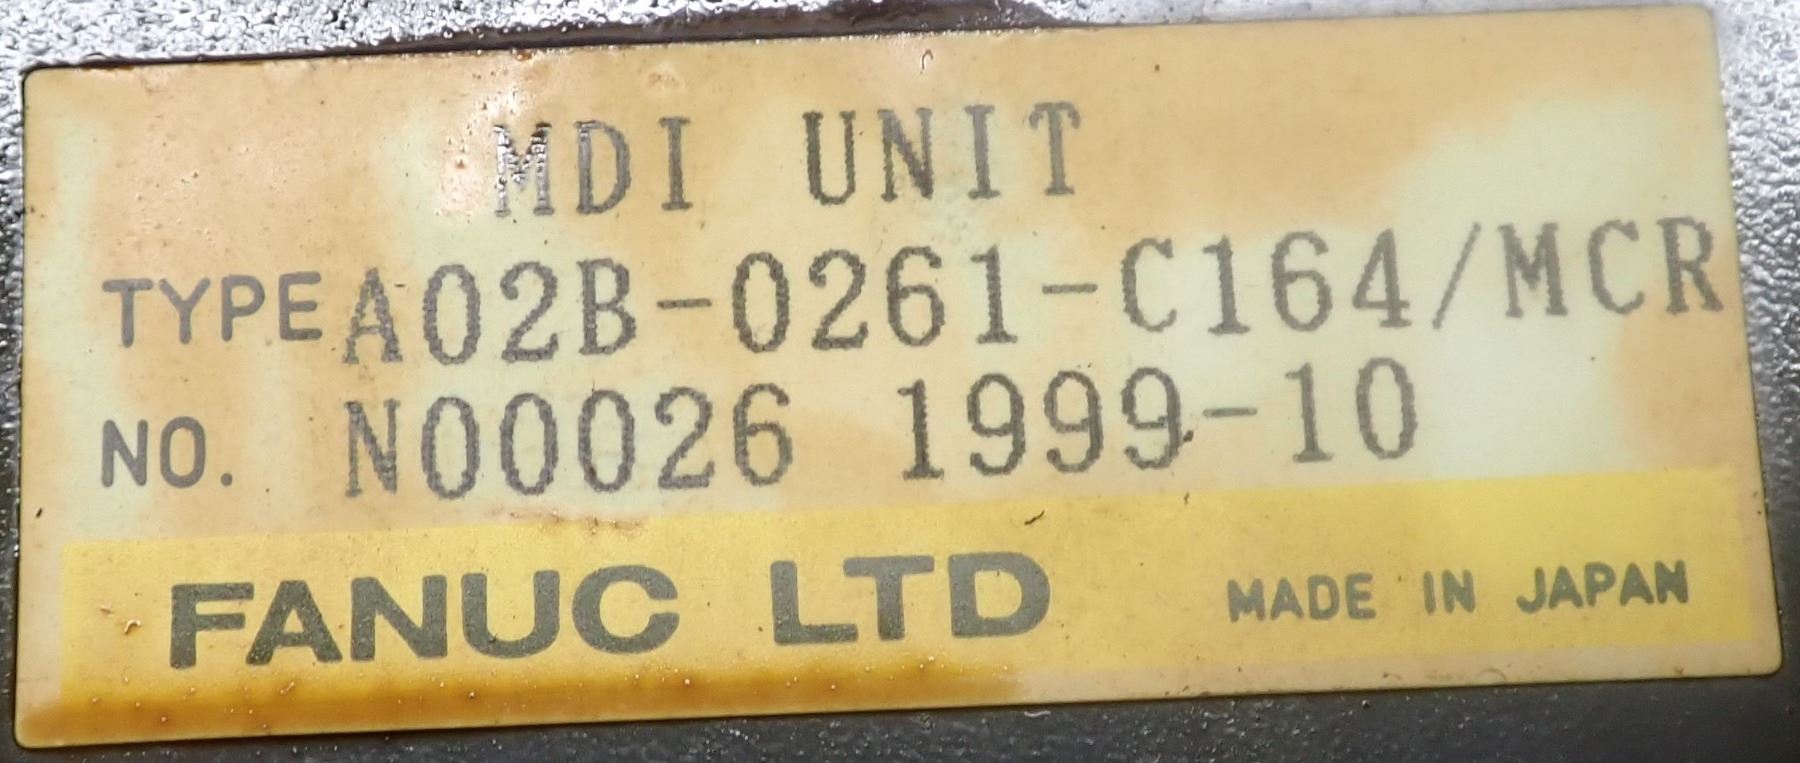 MDI UNIT
TYPE A02B-0261-C164/MCR
NO. N00026 1999-10
FANUC LTD MADE IN JAPAN